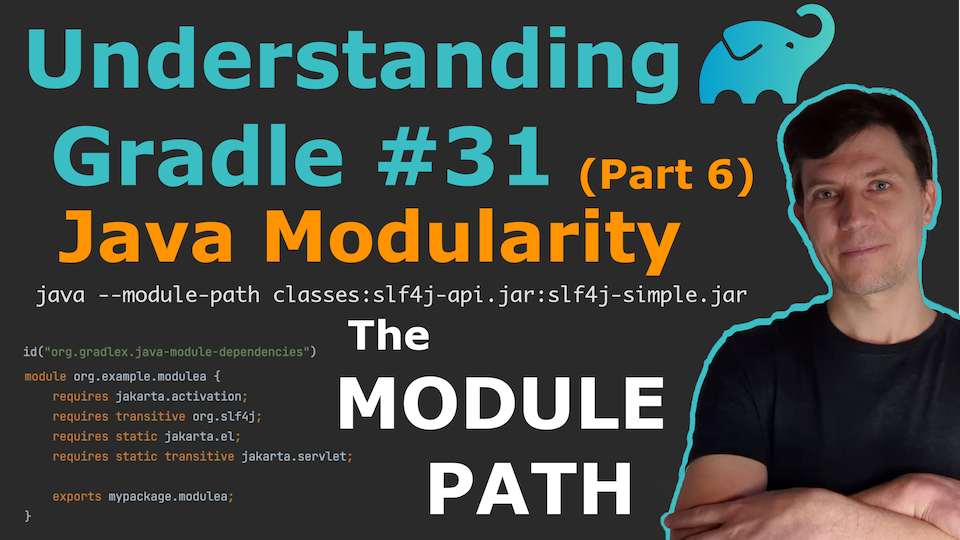 Understanding
Gradle #31 (Part 6)
Java Modularity
java --module-path classes:slf4j-api.jar:slf4j-simple.jar
The
MODULE
PATH
id("org.gradlex.java-module-dependencies")
module org.example.modulea {
    requires jakarta.activation;
    requires transitive org.slf4j;
    requires static jakarta.el;
    requires static transitive jakarta.servlet;

    exports mypackage.modulea;
}